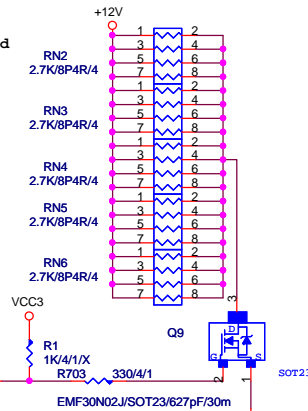 +12V
d
1 2
3 4
RN2
5 6
2.7K/8P4R/4
7 8
1 2
3 4
RN3
5 6
2.7K/8P4R/4
7 8
1 2
3 4
RN4
5 6
2.7K/8P4R/4
7 8
1 2
RN5
3 4
2.7K/8P4R/4
5 6
7 8
1 2
RN6
3 4
2.7K/8P4R/4
5 6
7 8
VCC3
3
Q9
D
R1
1K/4/1/X
G S
R703 330/4/1
2 1
SOT23
EMF30N02J/SOT23/627pF/30m